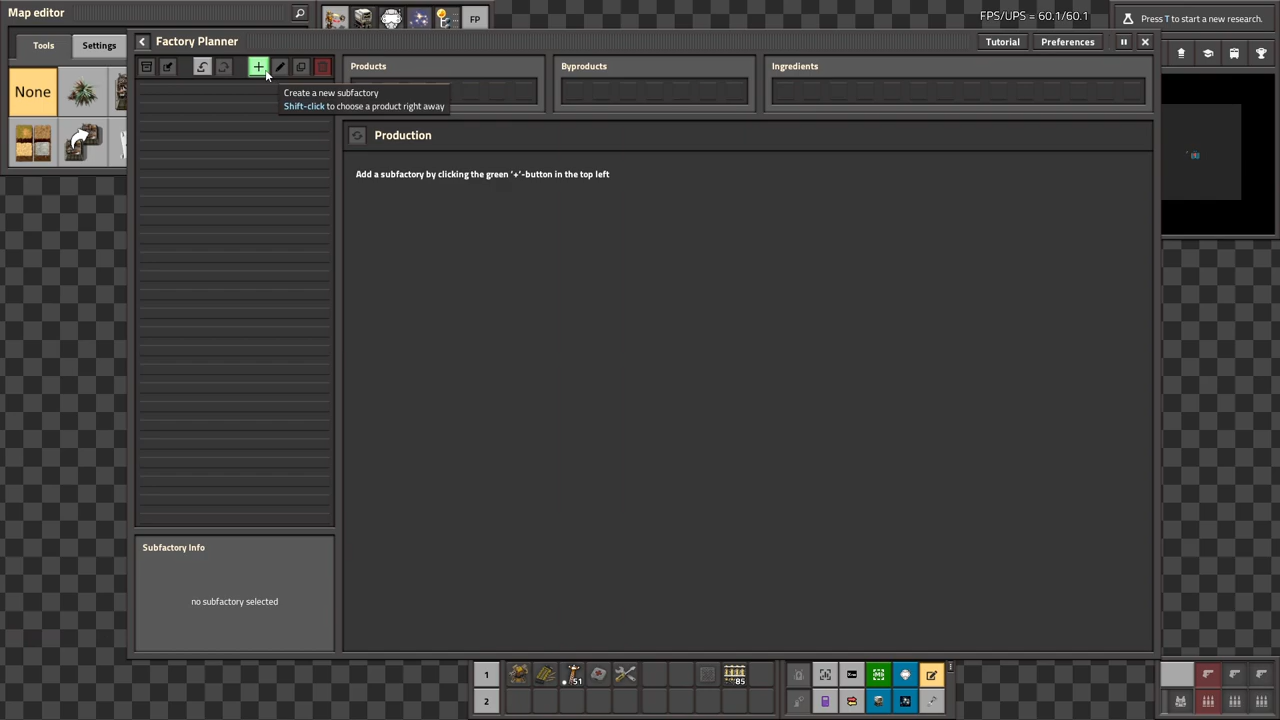 Map editor
FP
FPS/UPS = 60.1/60.1
Press T to start a new research.
Tools
Settings
Factory Planner
Tutorial
Preferences
Products
Byproducts
Ingredients
None
Create a new subfactory
Shift-click to choose a product right away
Production
Add a subfactory by clicking the green '+'-button in the top left
Subfactory Info
no subfactory selected
1
51
85
2